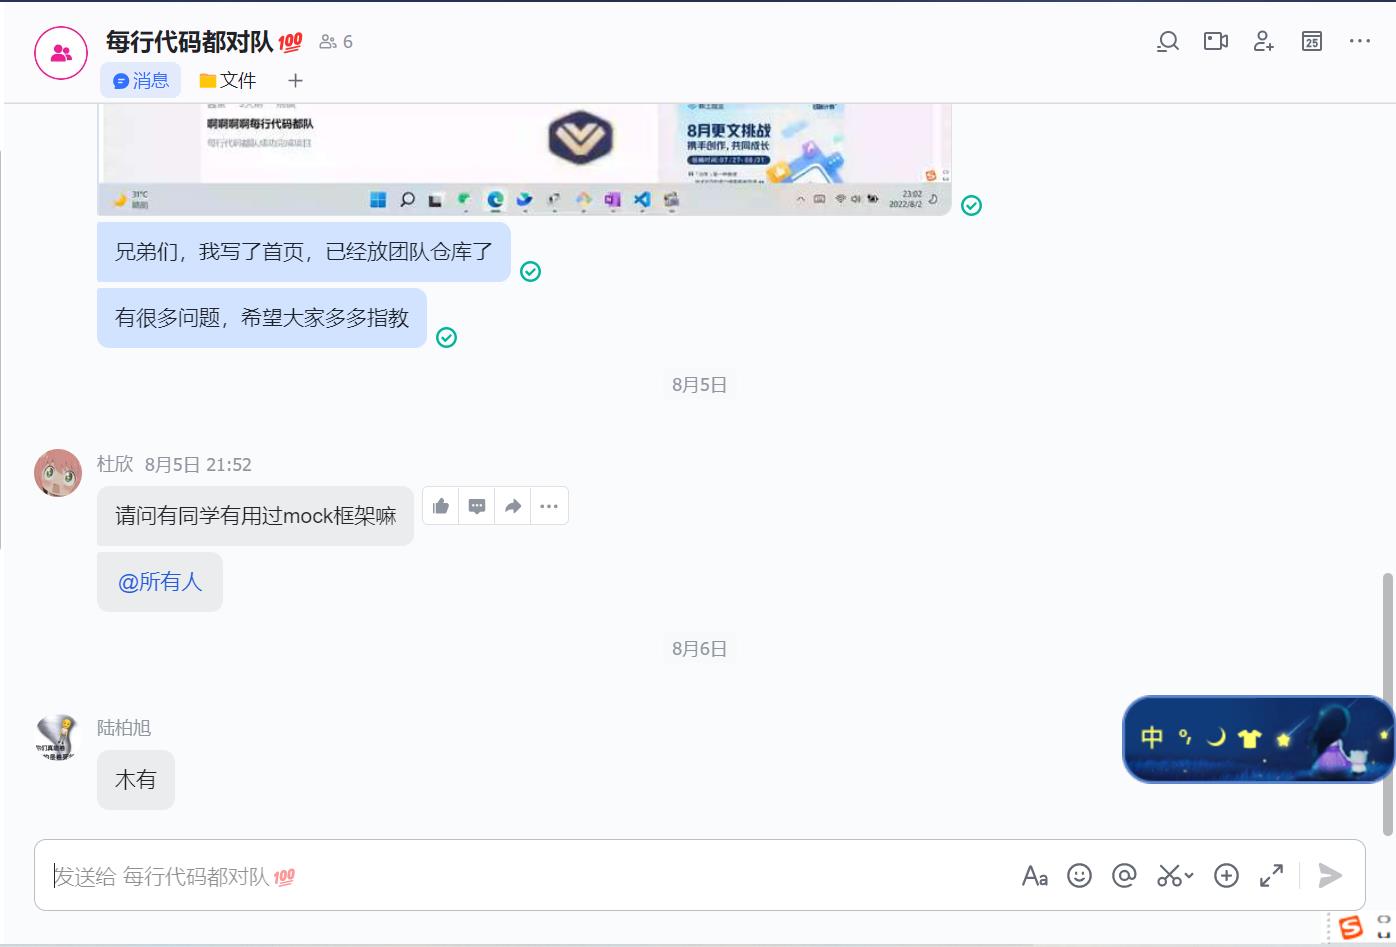 每行代码都对队💯 6
消息 文件
啊啊啊啊每行代码都队
每行代码都队成功完成项目
8月更文挑战
携手创作，共同成长
31°C
晴朗
23:02
2022/8/2
兄弟们，我写了首页，已经放团队仓库了
有很多问题，希望大家多多指教
8月5日
杜欣 8月5日 21:52
请问有同学有用过mock框架嘛
@所有人
8月6日
陆柏旭
木有
中
发送给 每行代码都对队💯